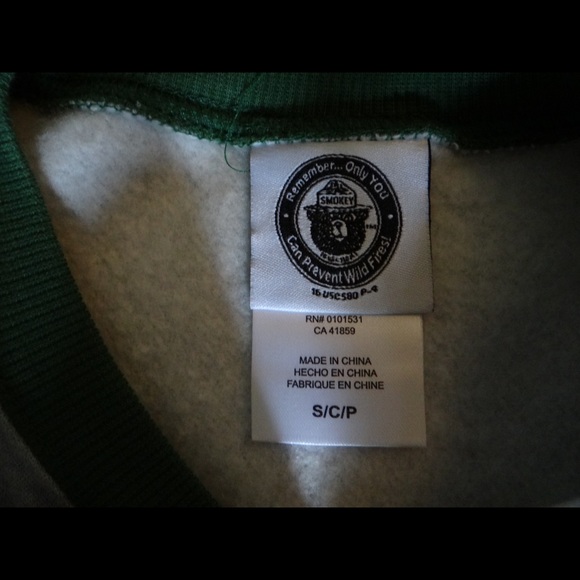 Remember... Only YOU
SMOKEY
Can Prevent Wild Fires!
RN# 0101531
CA 41859
MADE IN CHINA
HECHO EN CHINA
FABRIQUE EN CHINE
S/C/P